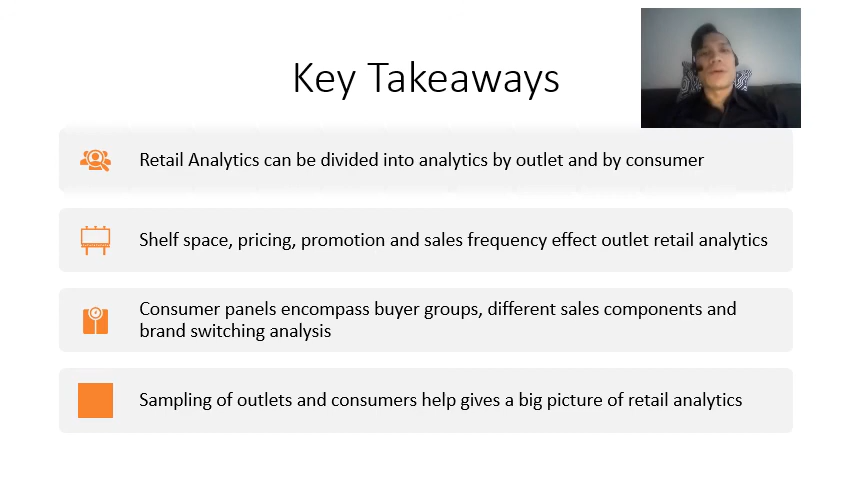 Key Takeaways
Retail Analytics can be divided into analytics by outlet and by consumer
Shelf space, pricing, promotion and sales frequency effect outlet retail analytics
Consumer panels encompass buyer groups, different sales components and
brand switching analysis
Sampling of outlets and consumers help gives a big picture of retail analytics